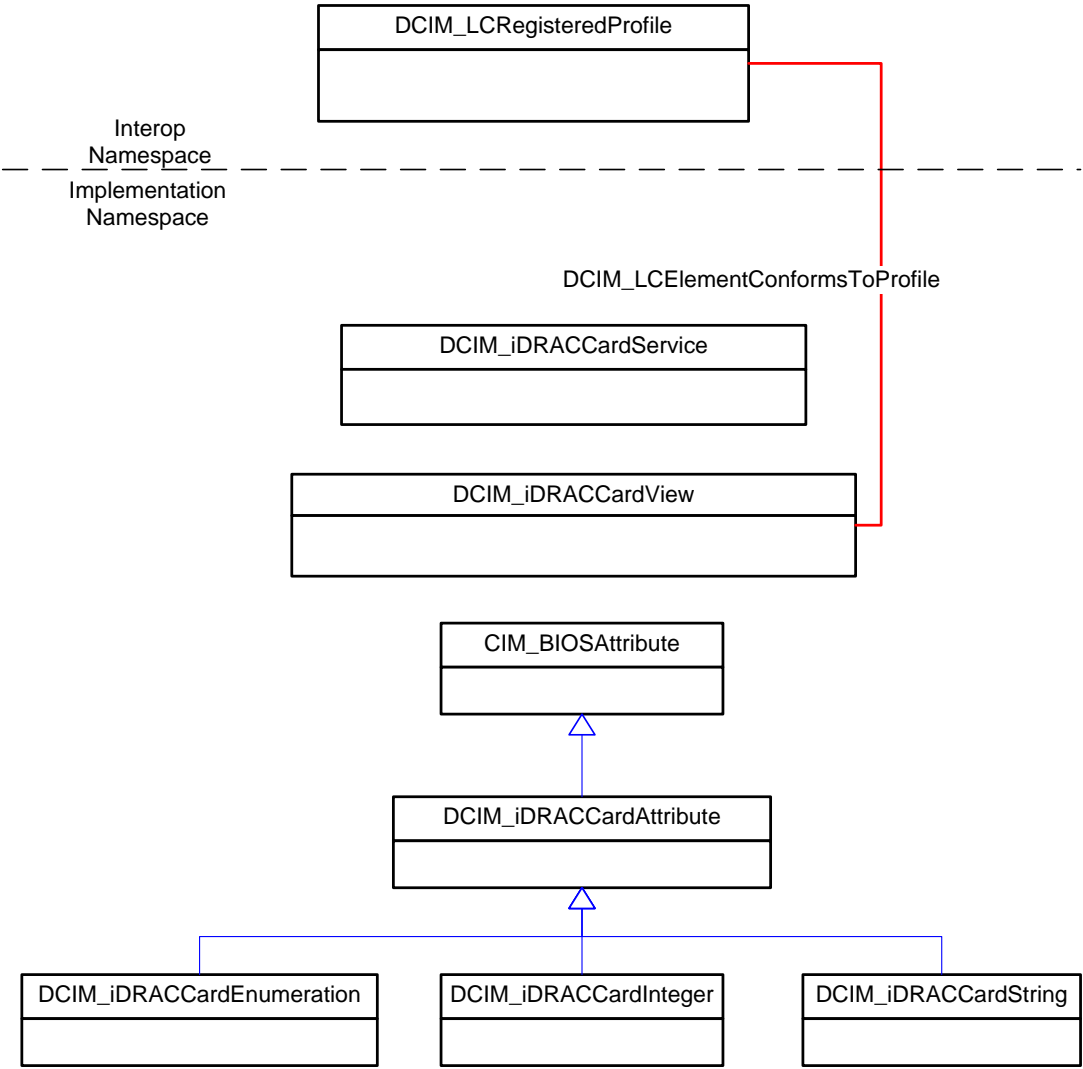 DCIM_LCRegisteredProfile
Interop
Namespace
Implementation
Namespace
DCIM_LCElementConformsToProfile
DCIM_iDRACCardService
DCIM_iDRACCardView
CIM_BIOSAttribute
DCIM_iDRACCardAttribute
DCIM_iDRACCardEnumeration
DCIM_iDRACCardInteger
DCIM_iDRACCardString